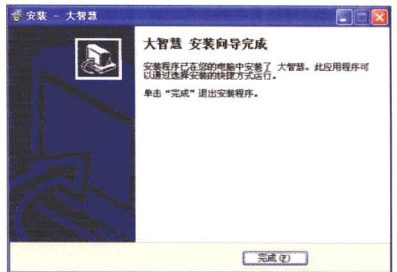 安装 - 大智慧
大智慧 安装向导完成
安装程序已在您的电脑中安装了 大智慧。此应用程序可
以通过选择安装的快捷方式运行。
单击“完成”退出安装程序。
完成(F)